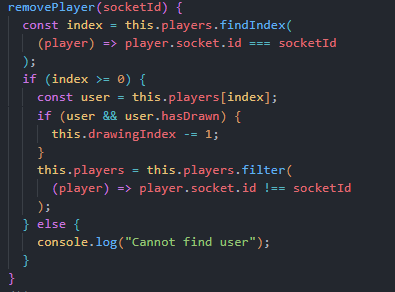 removePlayer(socketId) {
const index = this.players.findIndex(
(player) => player.socket.id === socketId
);
if (index >= 0) {
const user = this.players[index];
if (user && user.hasDrawn) {
this.drawingIndex -= 1;
}
this.players = this.players.filter(
(player) => player.socket.id !== socketId
);
} else {
console.log("Cannot find user");
}
}